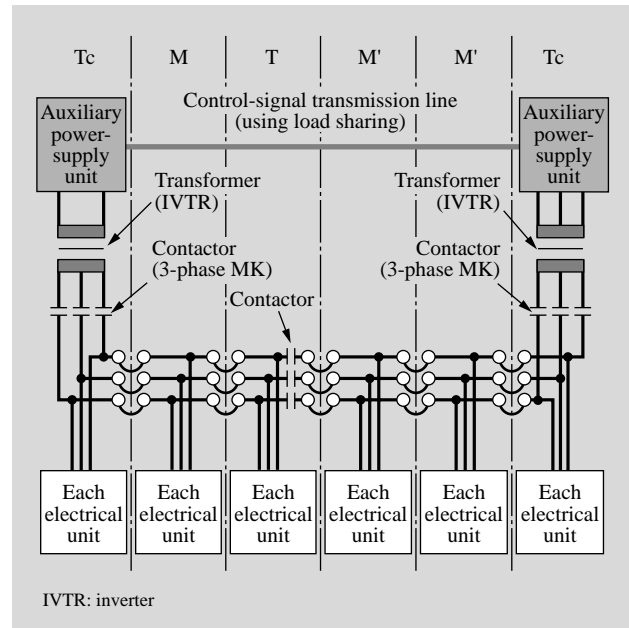 Tc M T M' M' Tc
Control-signal transmission line
(using load sharing)
Auxiliary
power-
supply
unit
Auxiliary
power-
supply
unit
Transformer
(IVTR)
Transformer
(IVTR)
Contactor
(3-phase MK)
Contactor
(3-phase MK)
Contactor
Each
electrical
unit
Each
electrical
unit
Each
electrical
unit
Each
electrical
unit
Each
electrical
unit
Each
electrical
unit
IVTR: inverter